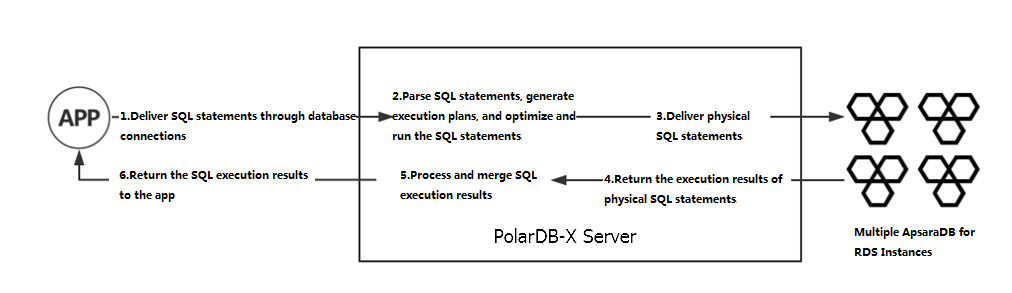 APP
1.Deliver SQL statements through database
connections
2.Parse SQL statements, generate
execution plans, and optimize and
run the SQL statements
3.Deliver physical
SQL statements
4.Return the execution results of
physical SQL statements
5.Process and merge SQL
execution results
6.Return the SQL execution results
to the app
PolarDB-X Server
Multiple ApsaraDB for
RDS Instances